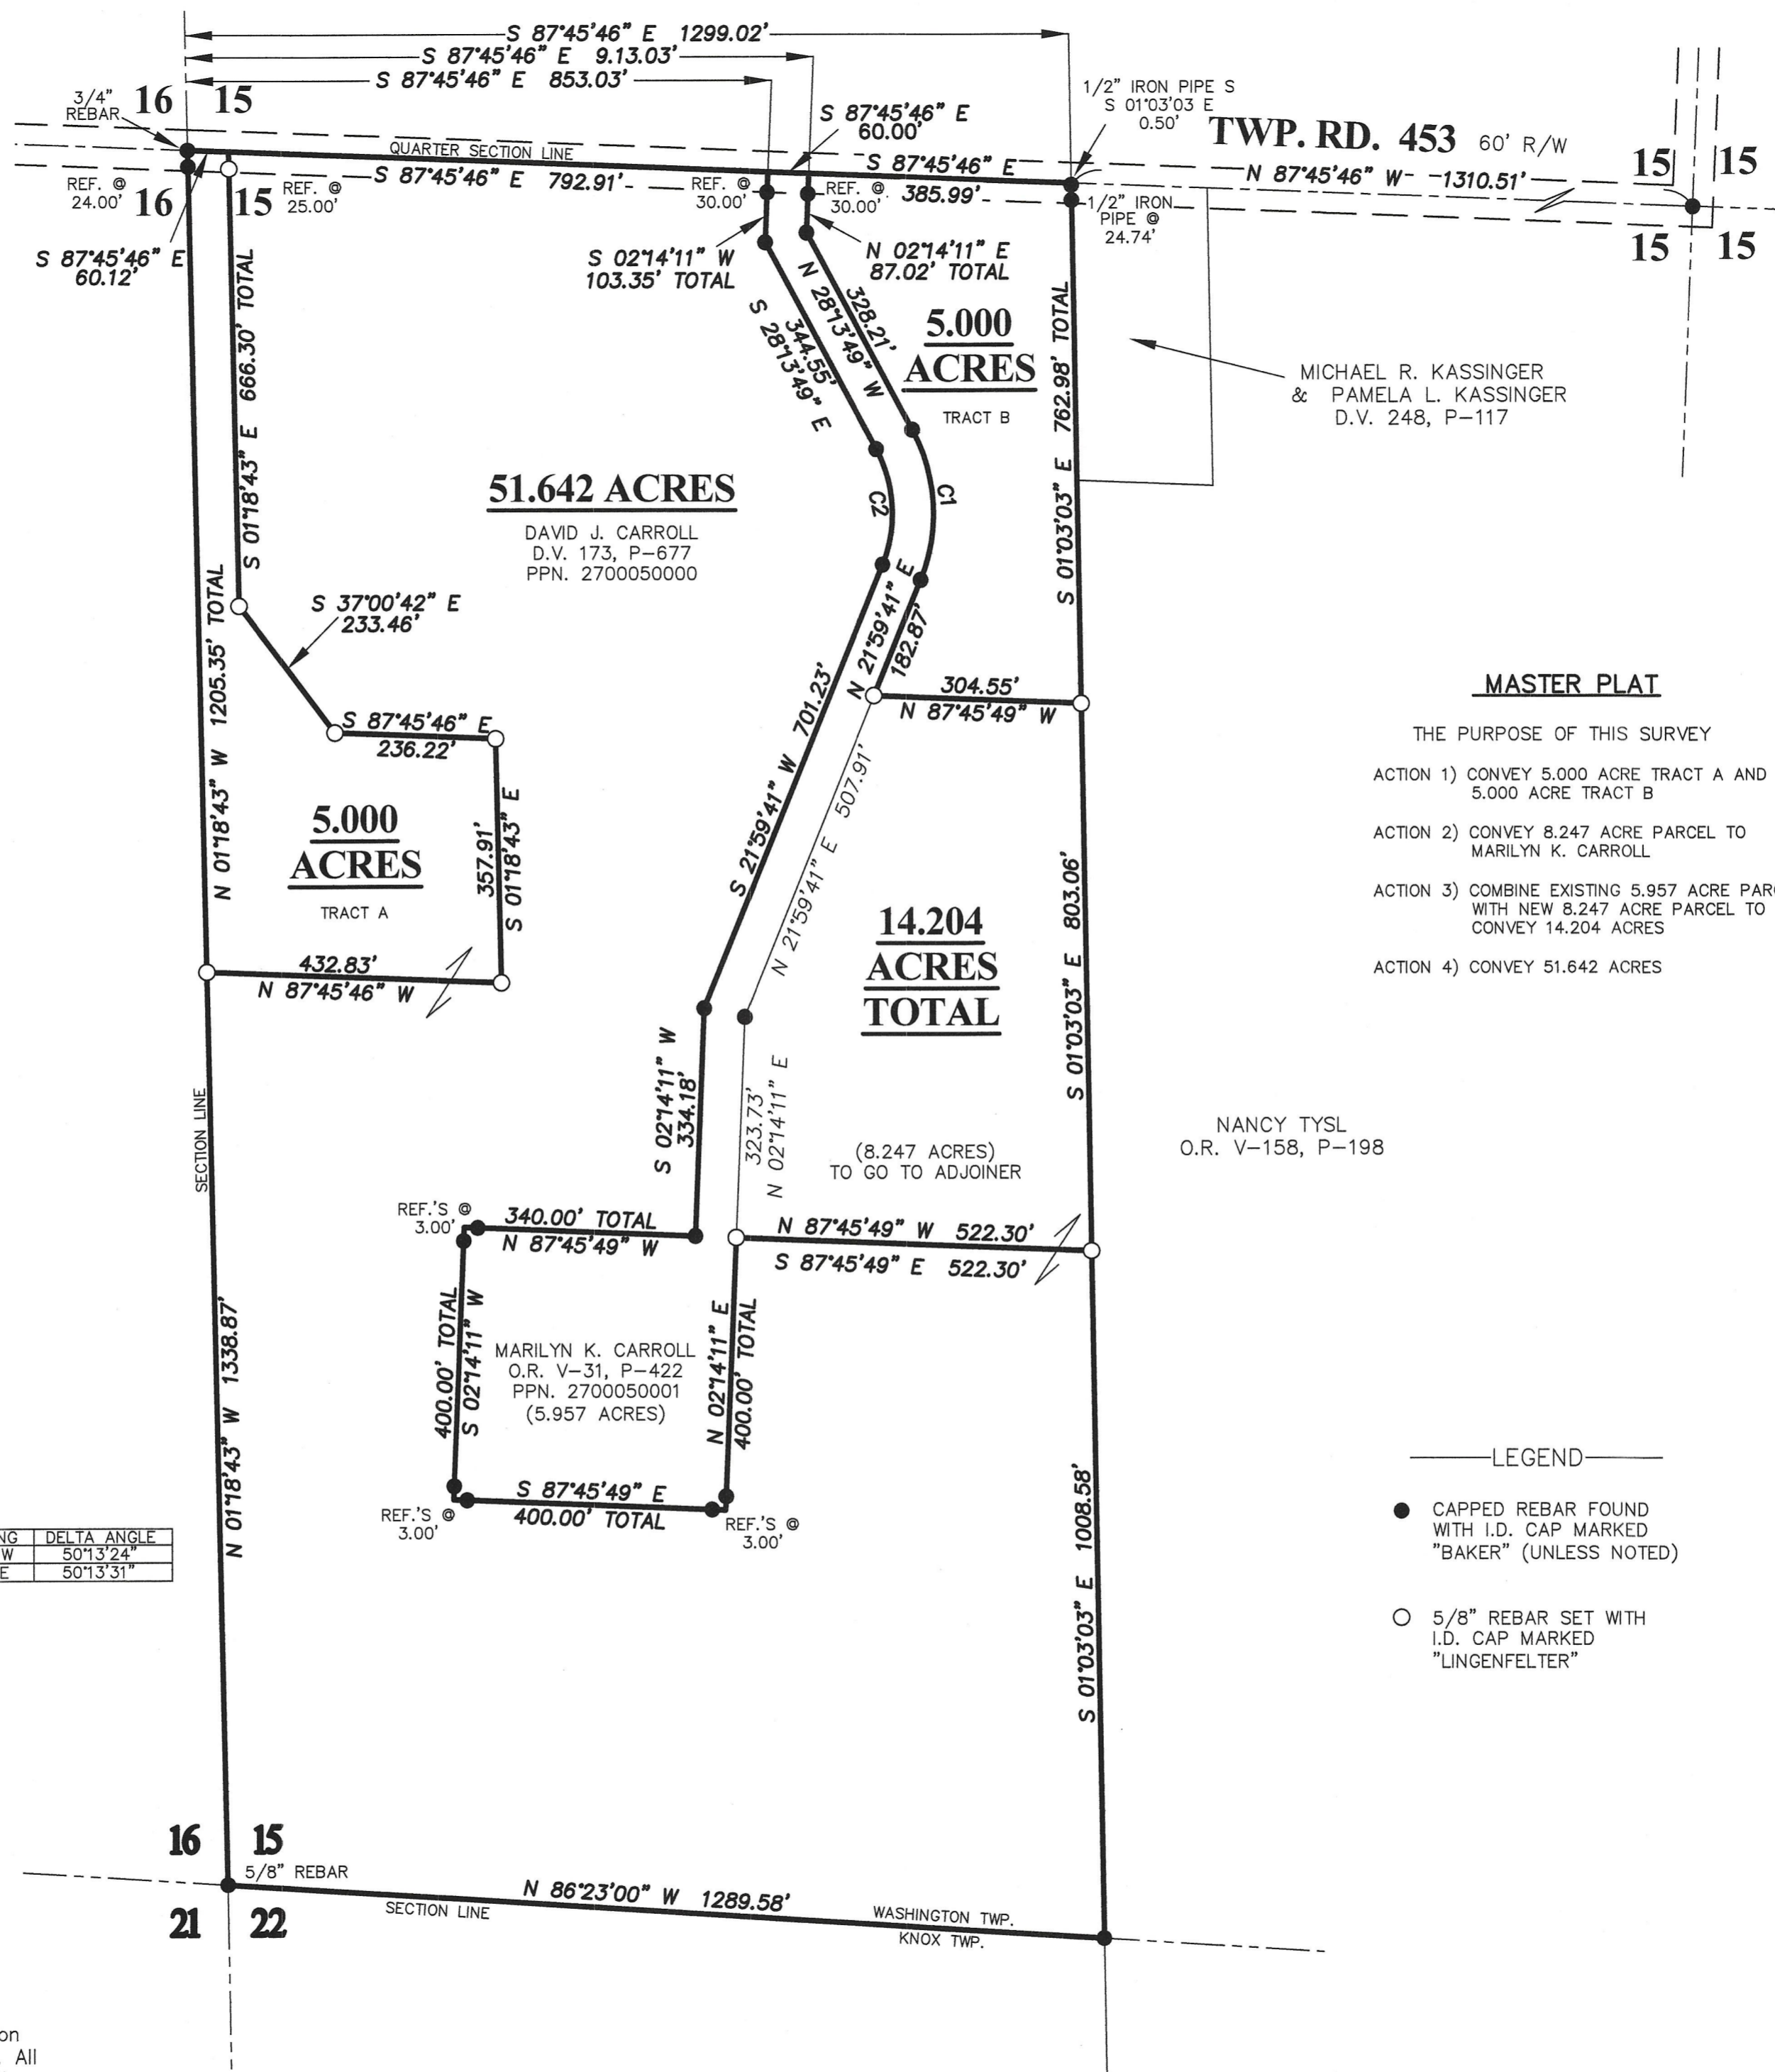 S 87°45'46" E 1299.02'
S 87°45'46" E 9.13.03'
S 87°45'46" E 853.03'
3/4"
REBAR
16 15
QUARTER SECTION LINE
S 87°45'46" E
60.00'
1/2" IRON PIPE S
S 01°03'03 E
0.50'
TWP. RD. 453 60' R/W
S 87°45'46" E
385.99'
N 87°45'46" W 1310.51'
15 15
15 15
REF. @
24.00'
16 15
REF. @
25.00'
S 87°45'46" E 792.91'
REF. @
30.00'
REF. @
30.00'
1/2" IRON
PIPE @
24.74'
S 87°45'46" E
60.12'
S 02°14'11" W
103.35' TOTAL
N 02°14'11" E
87.02' TOTAL
S 01°18'43" E 666.30' TOTAL
344.55'
S 28°13'49" E
328.21'
N 28°13'49" W
5.000
ACRES
TRACT B
S 01°03'03" E 762.98' TOTAL
MICHAEL R. KASSINGER
& PAMELA L. KASSINGER
D.V. 248, P-117
51.642 ACRES
DAVID J. CARROLL
D.V. 173, P-677
PPN. 2700050000
C2
C1
N 01°18'43" W 1205.35' TOTAL
S 37°00'42" E
233.46'
N 21°59'41" E
182.87'
304.55'
N 87°45'49" W
S 87°45'46" E
236.22'
S 21°59'41" W 701.23'
N 21°59'41" E 507.91'
5.000
ACRES
TRACT A
357.91'
S 01°18'43" E
432.83'
N 87°45'46" W
14.204
ACRES
TOTAL
S 01°03'03" E 803.06'
MASTER PLAT
THE PURPOSE OF THIS SURVEY
ACTION 1) CONVEY 5.000 ACRE TRACT A AND
5.000 ACRE TRACT B
ACTION 2) CONVEY 8.247 ACRE PARCEL TO
MARILYN K. CARROLL
ACTION 3) COMBINE EXISTING 5.957 ACRE PAR
WITH NEW 8.247 ACRE PARCEL TO
CONVEY 14.204 ACRES
ACTION 4) CONVEY 51.642 ACRES
SECTION LINE
S 02°14'11" W
334.18'
323.73'
N 02°14'11" E
(8.247 ACRES)
TO GO TO ADJOINER
NANCY TYSL
O.R. V-158, P-198
REF.'S @
3.00'
340.00' TOTAL
N 87°45'49" W
N 87°45'49" W 522.30'
S 87°45'49" E 522.30'
400.00' TOTAL
S 02°14'11" W
MARILYN K. CARROLL
O.R. V-31, P-422
PPN. 2700050001
(5.957 ACRES)
N 02°14'11" E
400.00' TOTAL
N 01°18'43" W 1338.87'
S 01°03'03" E 1008.58'
REF.'S @
3.00'
S 87°45'49" E
400.00' TOTAL
REF.'S @
3.00'
NG DELTA ANGLE
W 50°13'24"
E 50°13'31"
LEGEND
CAPPED REBAR FOUND
WITH I.D. CAP MARKED
"BAKER" (UNLESS NOTED)
5/8" REBAR SET WITH
I.D. CAP MARKED
"LINGENFELTER"
16 15
5/8" REBAR
21 22
SECTION LINE
N 86°23'00" W 1289.58'
WASHINGTON TWP.
KNOX TWP.
on
All